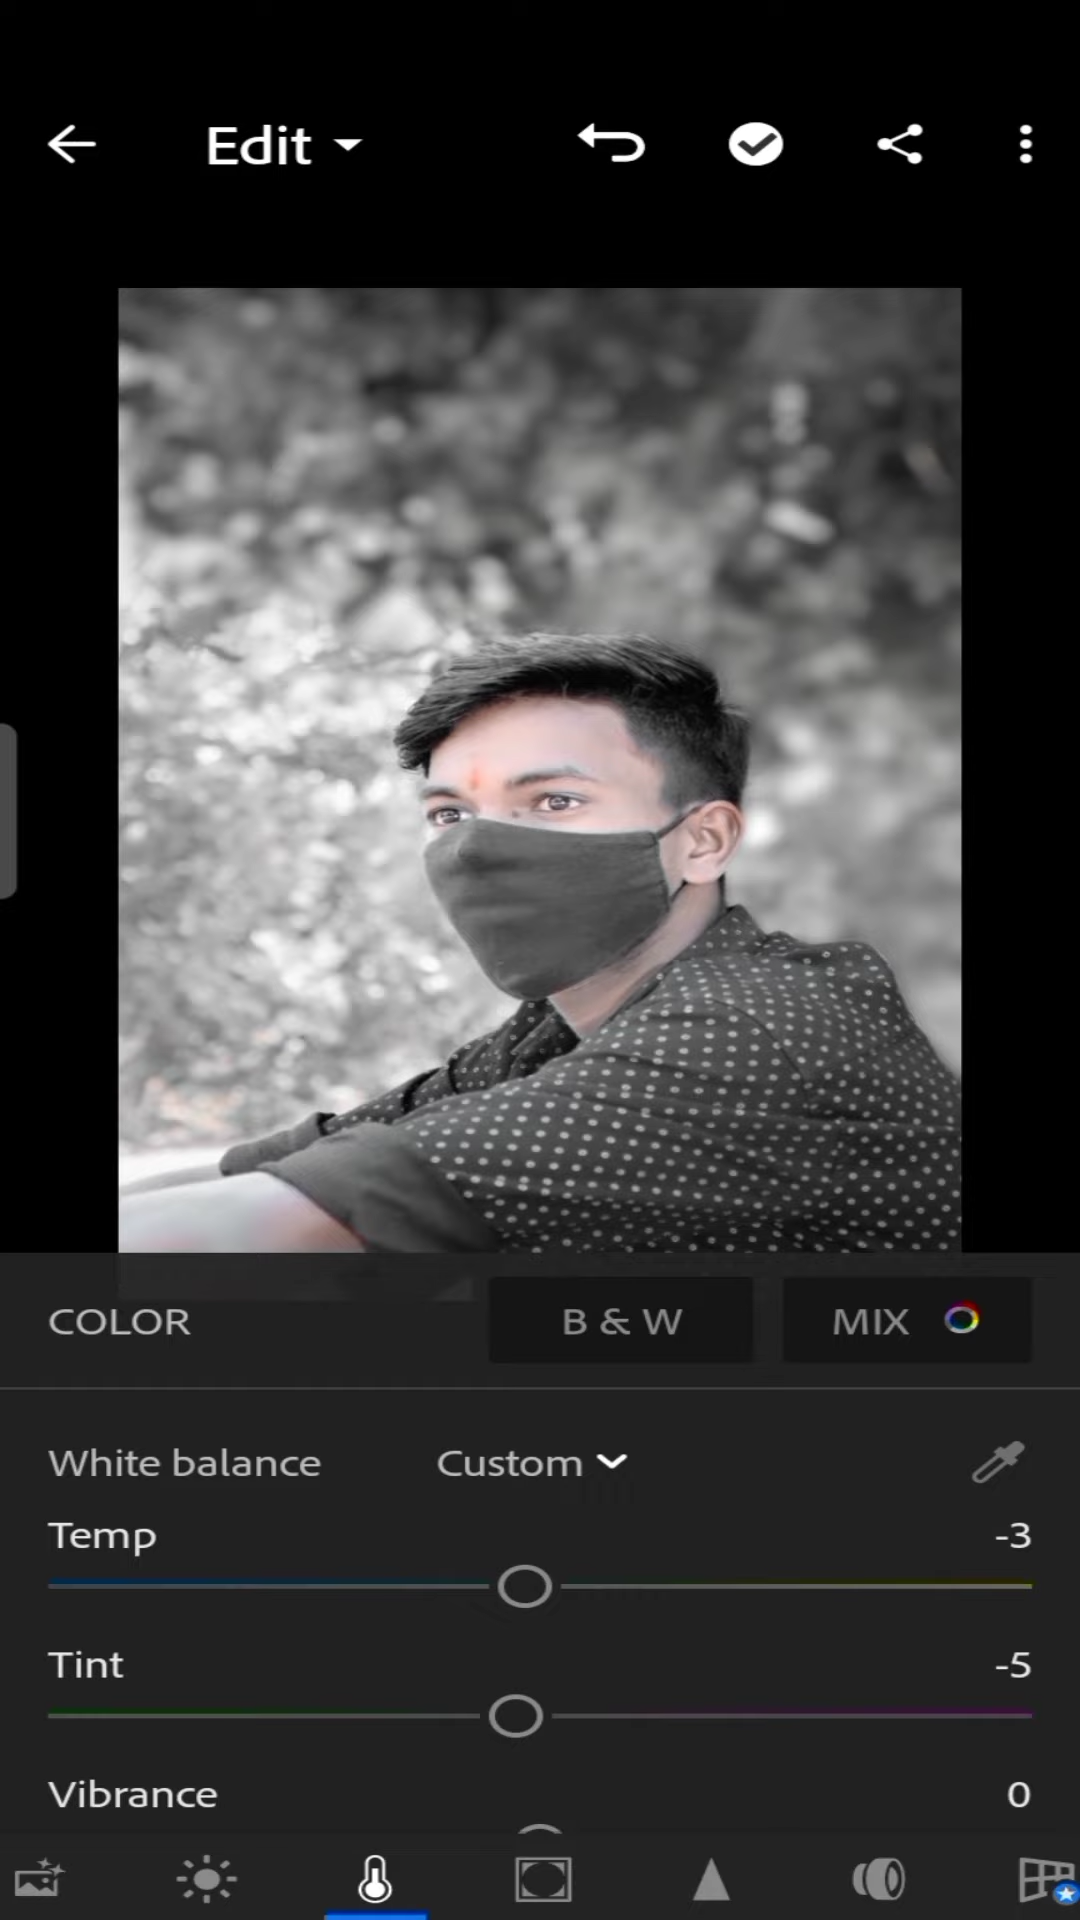 Edit
COLOR B & W MIX
White balance Custom
Temp -3
Tint -5
Vibrance 0